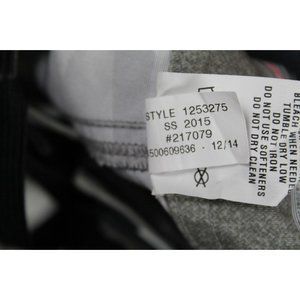 STYLE 1253275
SS 2015
#217079
500609636 - 12/14
BLEACH WHEN NEEDED
TUMBLE DRY LOW
DO NOT IRON
DO NOT USE SOFTENERS
DO NOT DRY CLEAN